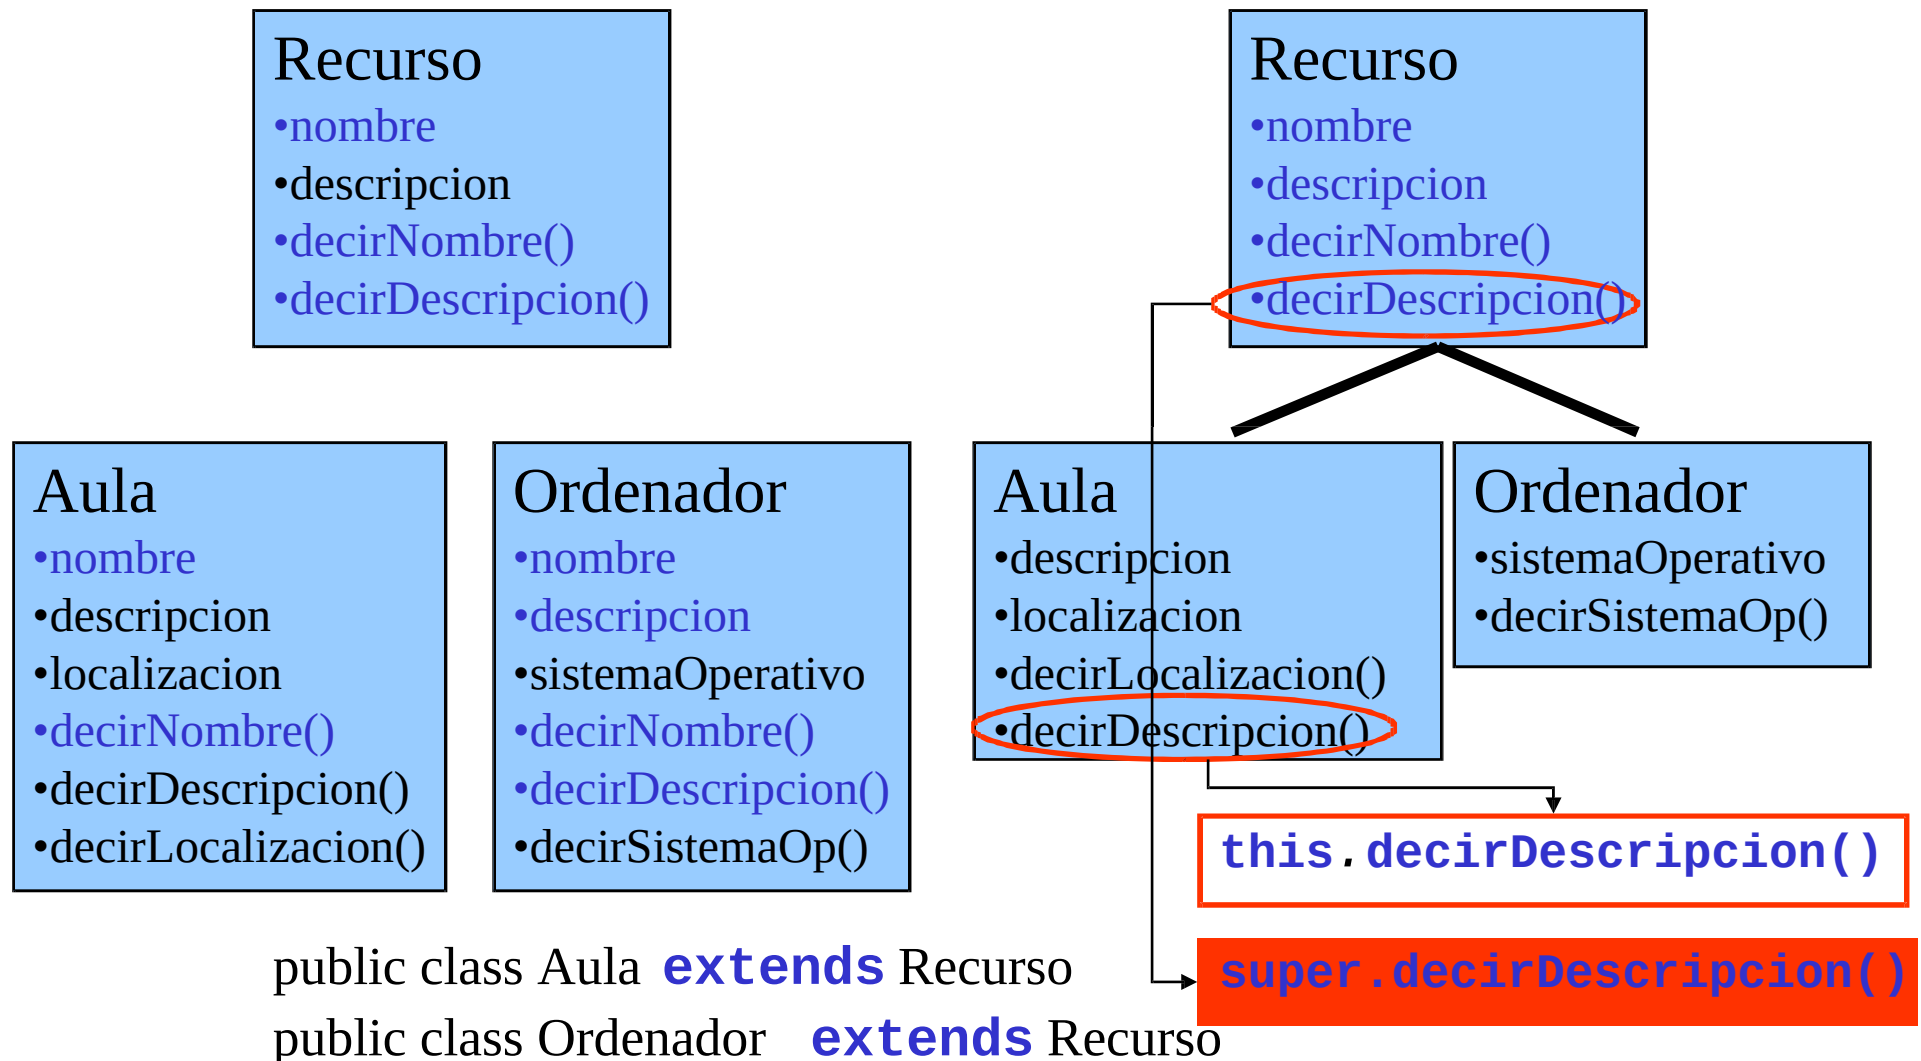 Recurso
•nombre
•descripcion
•decirNombre()
•decirDescripcion()
Aula
•nombre
•descripcion
•localizacion
•decirNombre()
•decirDescripcion()
•decirLocalizacion()
Ordenador
•nombre
•descripcion
•sistemaOperativo
•decirNombre()
•decirDescripcion()
•decirSistemaOp()
Recurso
•nombre
•descripcion
•decirNombre()
•decirDescripcion()
Aula
•descripcion
•localizacion
•decirLocalizacion()
•decirDescripcion()
Ordenador
•sistemaOperativo
•decirSistemaOp()
this.decirDescripcion()
super.decirDescripcion()
public class Aula extends Recurso
public class Ordenador extends Recurso